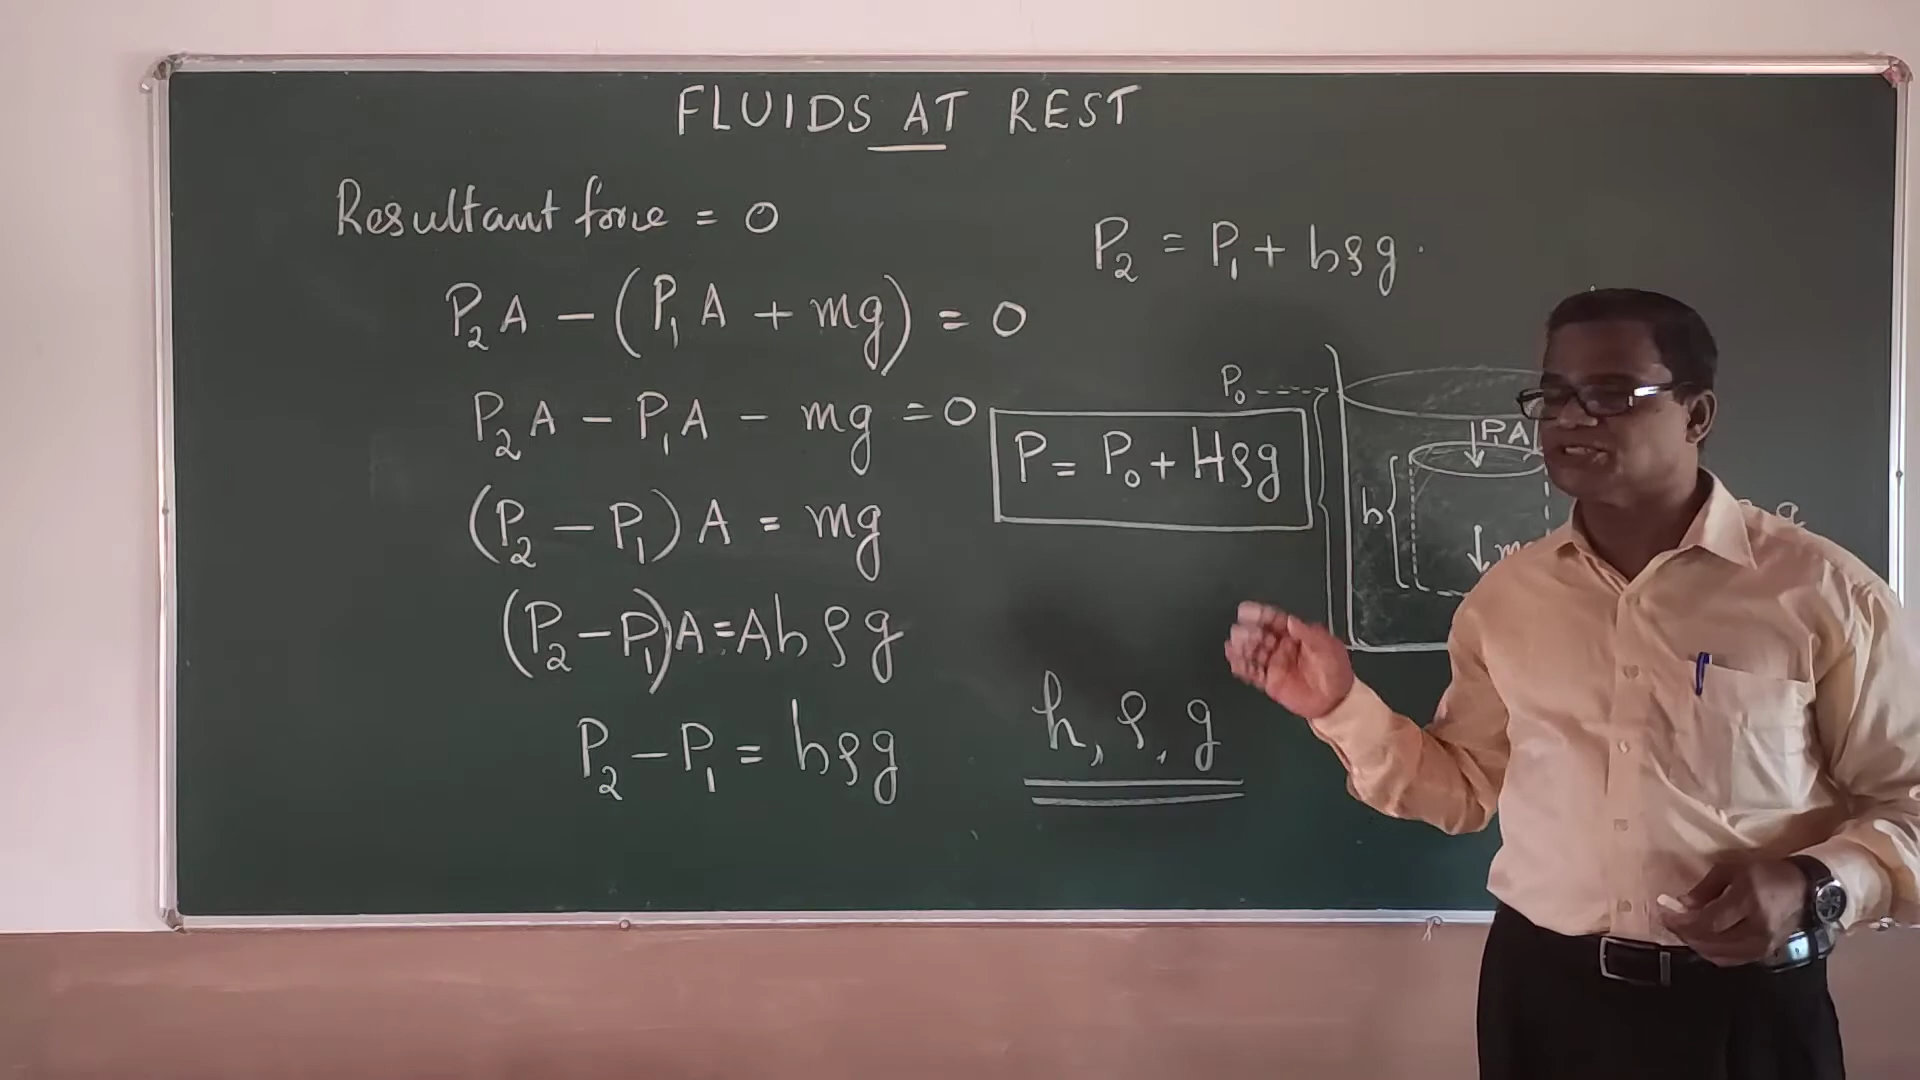 FLUIDS AT REST
Resultant force = 0
P₂A − (P₁A + mg) = 0
P₂A − P₁A − mg = 0
(P₂ − P₁) A = mg
(P₂ − P₁) A = Ahρg
P₂ − P₁ = hρg
P₂ = P₁ + hρg.
P₀
P = P₀ + Hρg
P₁A
h
h, ρ, g